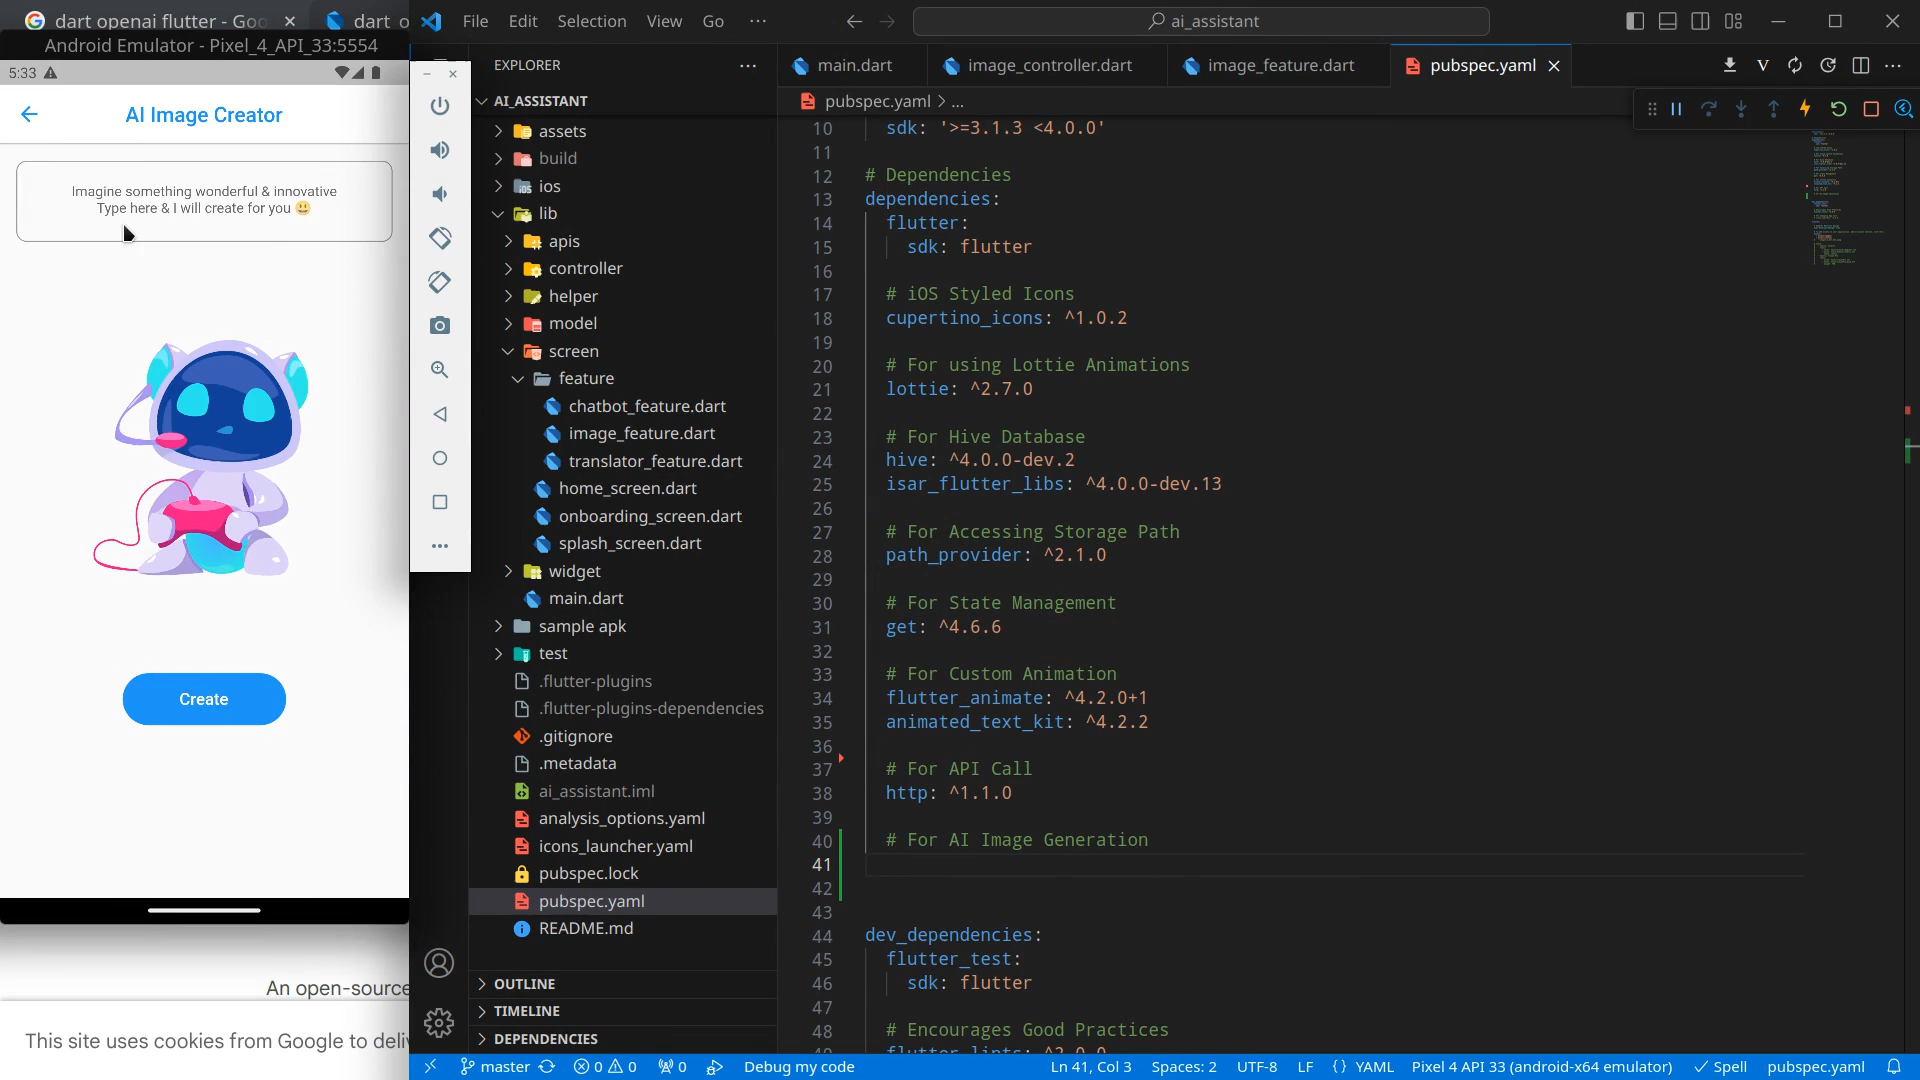 dart openai flutter - Goo
dart o
Android Emulator - Pixel_4_API_33:5554
5:33
AI Image Creator
Imagine something wonderful & innovative
Type here & I will create for you 😃
Create
An open-source
This site uses cookies from Google to deli
File Edit Selection View Go ···
ai_assistant
EXPLORER
AI_ASSISTANT
assets
build
ios
lib
apis
controller
helper
model
screen
feature
chatbot_feature.dart
image_feature.dart
translator_feature.dart
home_screen.dart
onboarding_screen.dart
splash_screen.dart
widget
main.dart
sample apk
test
.flutter-plugins
.flutter-plugins-dependencies
.gitignore
.metadata
ai_assistant.iml
analysis_options.yaml
icons_launcher.yaml
pubspec.lock
pubspec.yaml
README.md
OUTLINE
TIMELINE
DEPENDENCIES
main.dart image_controller.dart image_feature.dart pubspec.yaml
V
pubspec.yaml > ...
10 sdk: '>=3.1.3 <4.0.0'
11
12 # Dependencies
13 dependencies:
14 flutter:
15 sdk: flutter
16
17 # iOS Styled Icons
18 cupertino_icons: ^1.0.2
19
20 # For using Lottie Animations
21 lottie: ^2.7.0
22
23 # For Hive Database
24 hive: ^4.0.0-dev.2
25 isar_flutter_libs: ^4.0.0-dev.13
26
27 # For Accessing Storage Path
28 path_provider: ^2.1.0
29
30 # For State Management
31 get: ^4.6.6
32
33 # For Custom Animation
34 flutter_animate: ^4.2.0+1
35 animated_text_kit: ^4.2.2
36
37 # For API Call
38 http: ^1.1.0
39
40 # For AI Image Generation
41
42
43
44 dev_dependencies:
45 flutter_test:
46 sdk: flutter
47
48 # Encourages Good Practices
master 0 0 0 Debug my code Ln 41, Col 3 Spaces: 2 UTF-8 LF {} YAML Pixel 4 API 33 (android-x64 emulator) Spell pubspec.yaml